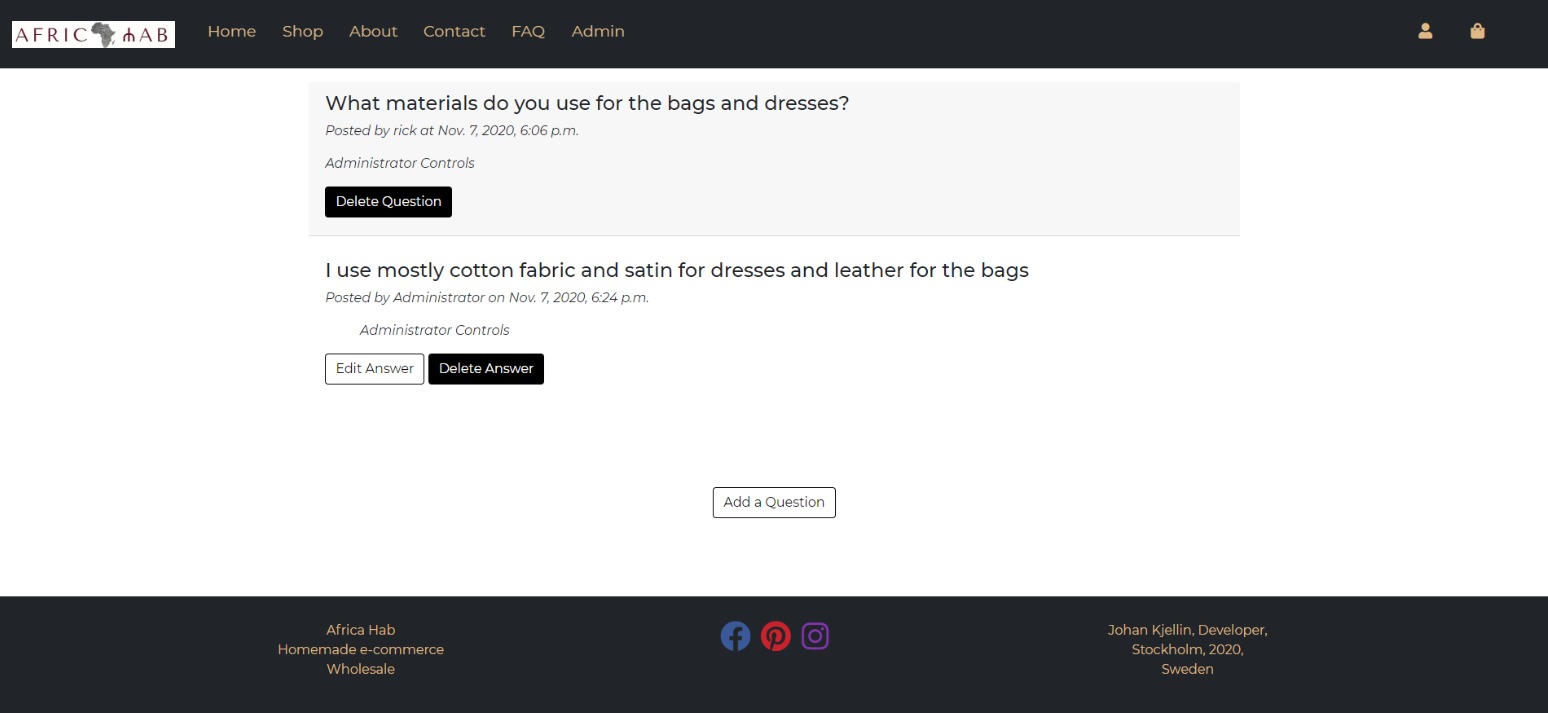 AFRIC HAB
Home Shop About Contact FAQ Admin
What materials do you use for the bags and dresses?
Posted by rick at Nov. 7, 2020, 6:06 p.m.
Administrator Controls
Delete Question
I use mostly cotton fabric and satin for dresses and leather for the bags
Posted by Administrator on Nov. 7, 2020, 6:24 p.m.
Administrator Controls
Edit Answer Delete Answer
Add a Question
Africa Hab
Homemade e-commerce
Wholesale
Johan Kjellin, Developer,
Stockholm, 2020,
Sweden